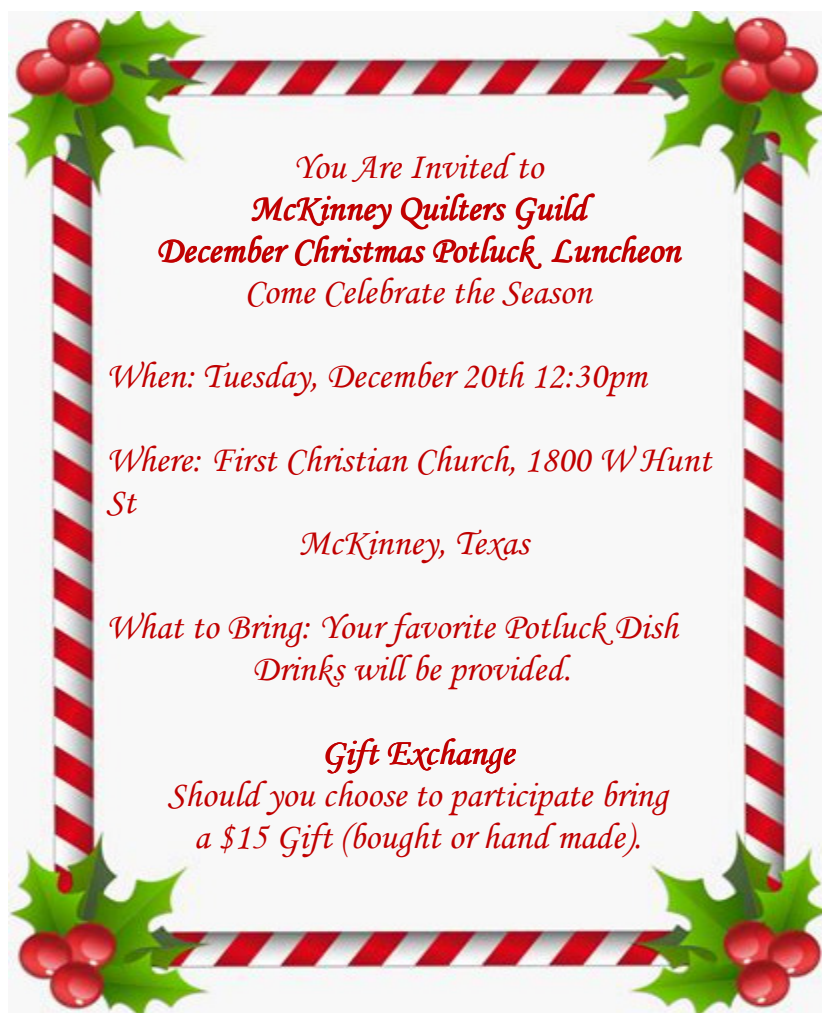 You Are Invited to
McKinney Quilters Guild
December Christmas Potluck Luncheon
Come Celebrate the Season
When: Tuesday, December 20th 12:30pm
Where: First Christian Church, 1800 W Hunt
St
McKinney, Texas
What to Bring: Your favorite Potluck Dish
Drinks will be provided.
Gift Exchange
Should you choose to participate bring
a $15 Gift (bought or hand made).